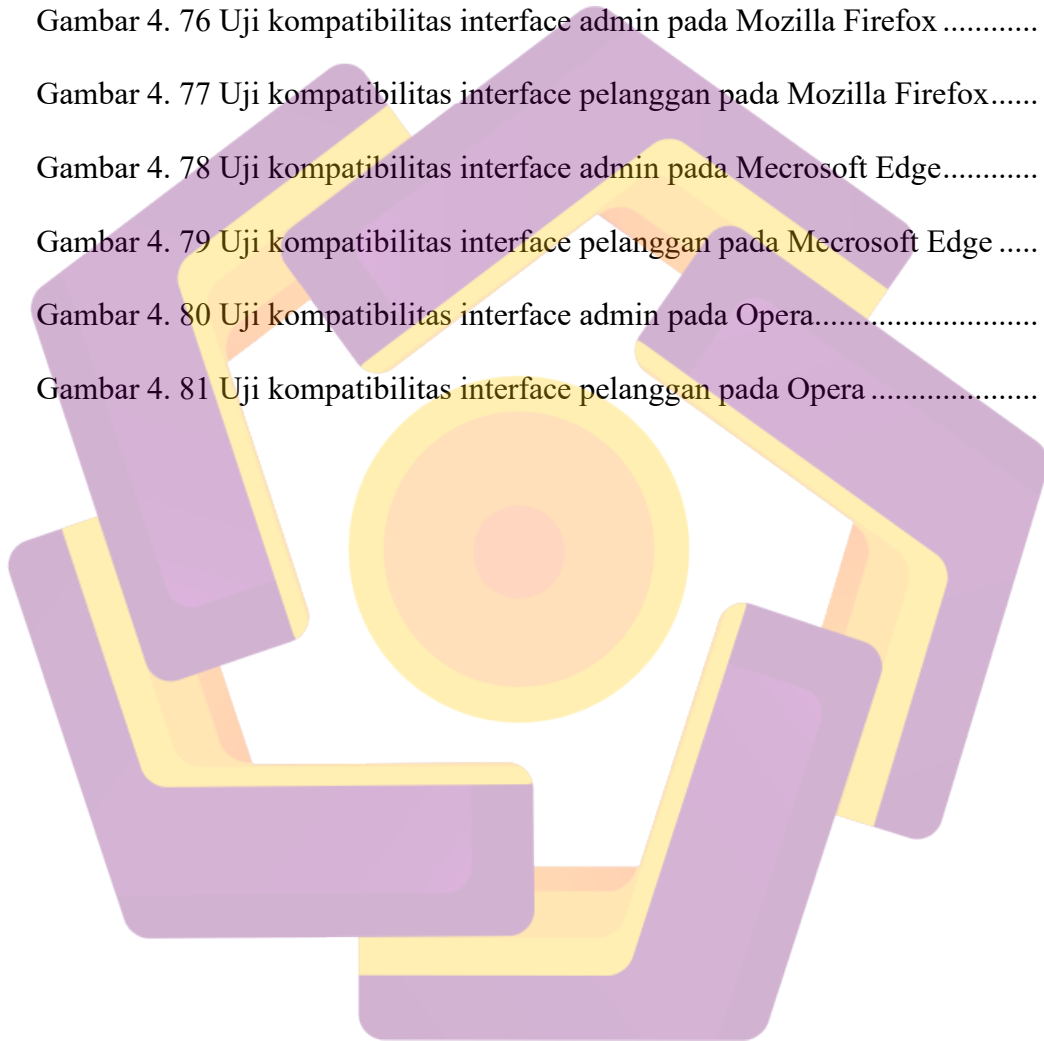 Gambar 4. 76 Uji kompatibilitas interface admin pada Mozilla Firefox ............
Gambar 4. 77 Uji kompatibilitas interface pelanggan pada Mozilla Firefox......
Gambar 4. 78 Uji kompatibilitas interface admin pada Mecrosoft Edge............
Gambar 4. 79 Uji kompatibilitas interface pelanggan pada Mecrosoft Edge .....
Gambar 4. 80 Uji kompatibilitas interface admin pada Opera............................
Gambar 4. 81 Uji kompatibilitas interface pelanggan pada Opera .....................